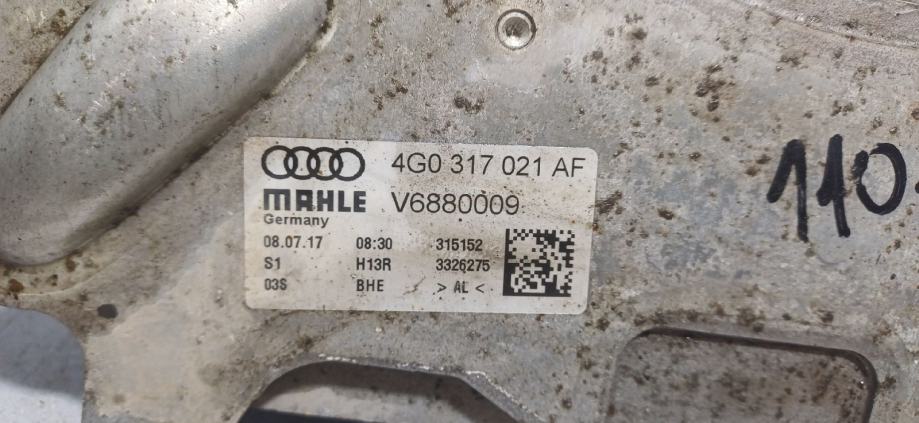 4G0 317 021 AF
MAHLE V6880009
Germany
08.07.17 08:30 315152
S1 H13R 3326275
03S BHE > AL <
110